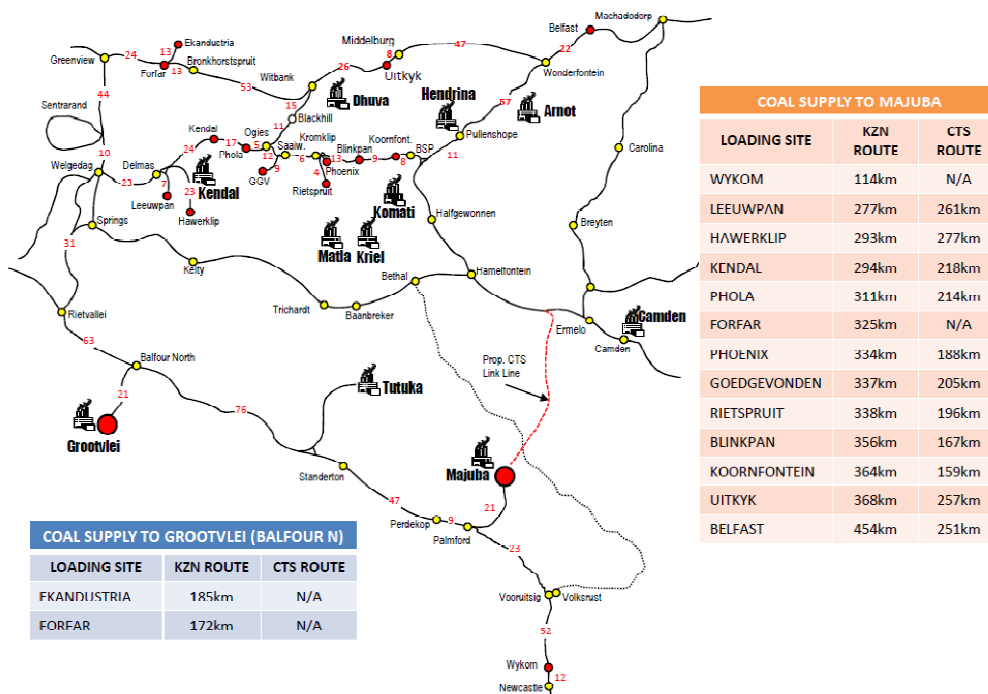 Machadodorp
Belfast
22
Ekandustria
13
24
Greenview
Forfar
13
Bronkhorstspruit
Middelburg
8
47
Uitkyk
26
Wonderfontein
Witbank
53
15
Dhuva
Hendrina
57
Arnot
44
Sentrarand
Blackhill
11
Pullenshope
Kendal
17
Ogies
5
Phola
Saaiw.
Kromklip
Blinkpan
Koornfont.
BSP
11
Carolina
10
24
12
9
6
13
9
8
Welgedag
Delmas
GGV
4
Phoenix
23
7
23
Kendal
Rietspruit
Leeuwpan
Hawerklip
Komati
Springs
Halfgewonnen
Breyten
31
Matla
Kriel
Kelty
Bethal
Hamelfontein
Trichardt
Baanbreker
Rietvallei
Ermelo
Camden
Camden
63
Balfour North
Prop. CTS
Link Line
21
Tutuka
76
Grootvlei
Standerton
Majuba
47
21
Perdekop
9
Palmford
23
Vooruitsig
Volksrust
52
Wykom
12
Newcastle
COAL SUPPLY TO MAJUBA
LOADING SITE KZN ROUTE CTS ROUTE
WYKOM 114km N/A
LEEUWPAN 277km 261km
HAWERKLIP 293km 277km
KENDAL 294km 218km
PHOLA 311km 214km
FORFAR 325km N/A
PHOENIX 334km 188km
GOEDGEVONDEN 337km 205km
RIETSPRUIT 338km 196km
BLINKPAN 356km 167km
KOORNFONTEIN 364km 159km
UITKYK 368km 257km
BELFAST 454km 251km
COAL SUPPLY TO GROOTVLEI (BALFOUR N)
LOADING SITE KZN ROUTE CTS ROUTE
EKANDUSTRIA 185km N/A
FORFAR 172km N/A